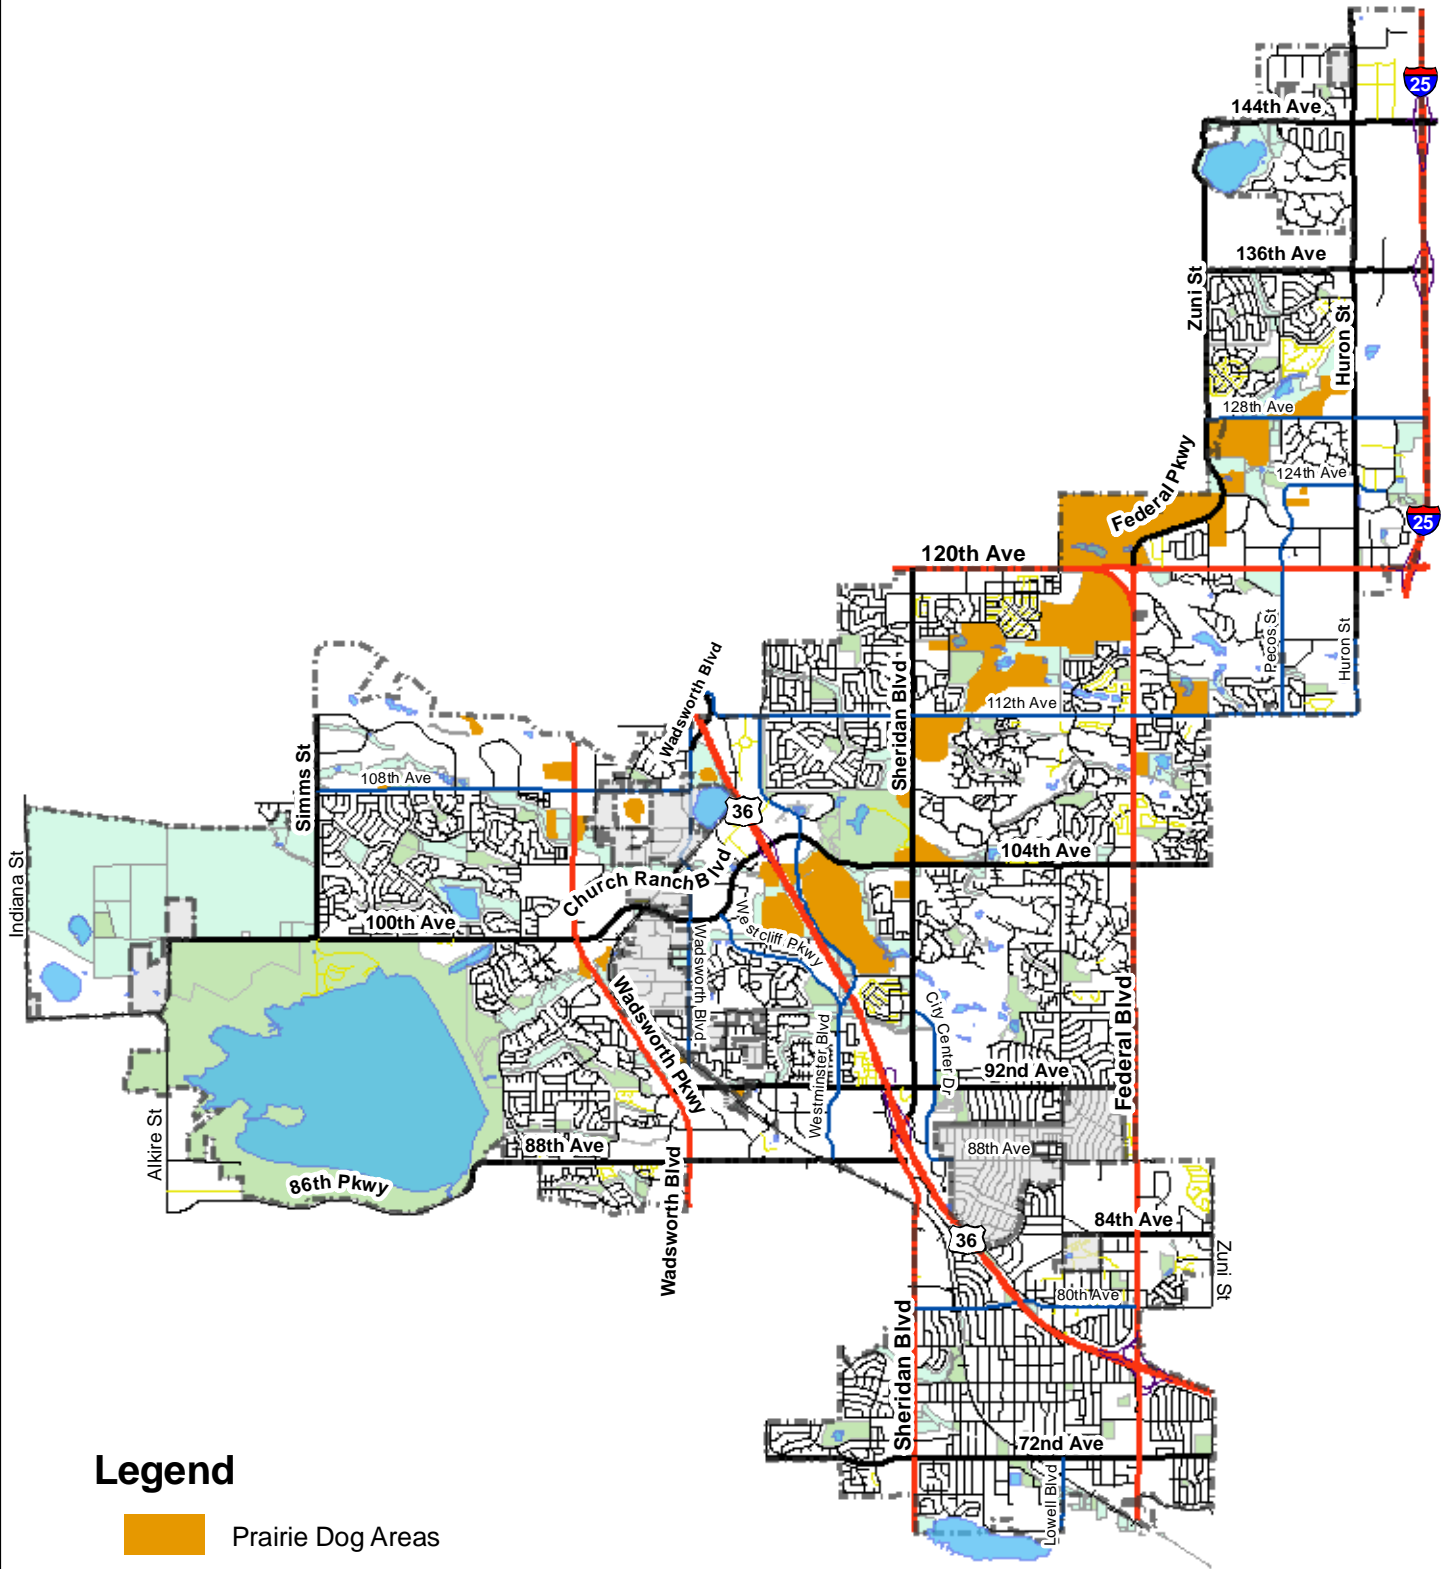 25
144th Ave
136th Ave
Zuni St
Huron St
128th Ave
Federal Pkwy
124th Ave
25
120th Ave
Pecos St
Huron St
Wadsworth Blvd
Sheridan Blvd
112th Ave
Simms St
108th Ave
36
Indiana St
104th Ave
Church Ranch Blvd
100th Ave
Westcliff Pkwy
Wadsworth Blvd
Wadsworth Pkwy
City Center Dr
Federal Blvd
Westminster Blvd
92nd Ave
Alkire St
88th Ave
88th Ave
86th Pkwy
Wadsworth Blvd
84th Ave
36
Zuni St
80th Ave
Sheridan Blvd
72nd Ave
Lowell Blvd
Legend
Prairie Dog Areas